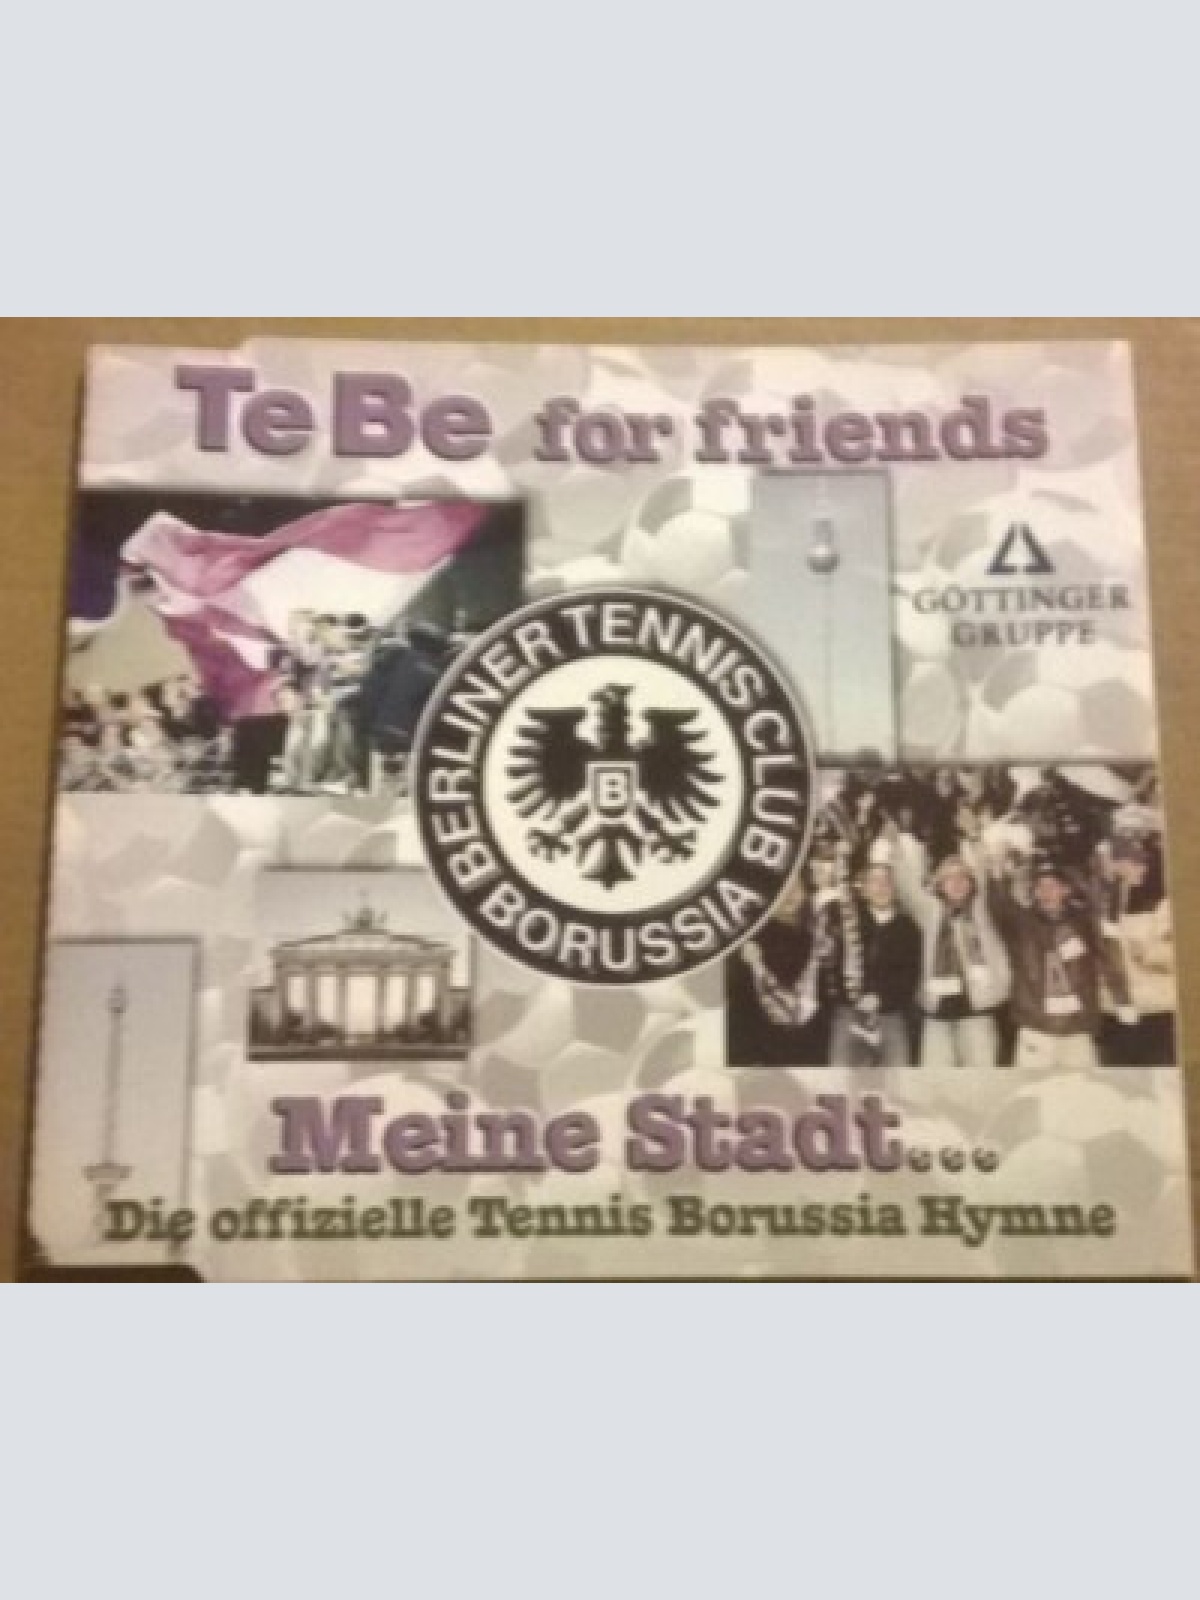 TeBe for friends
GÖTTINGER
GRUPPE
BERLINER TENNIS CLUB
BORUSSIA
B
Meine Stadt...
Die offizielle Tennis Borussia Hymne